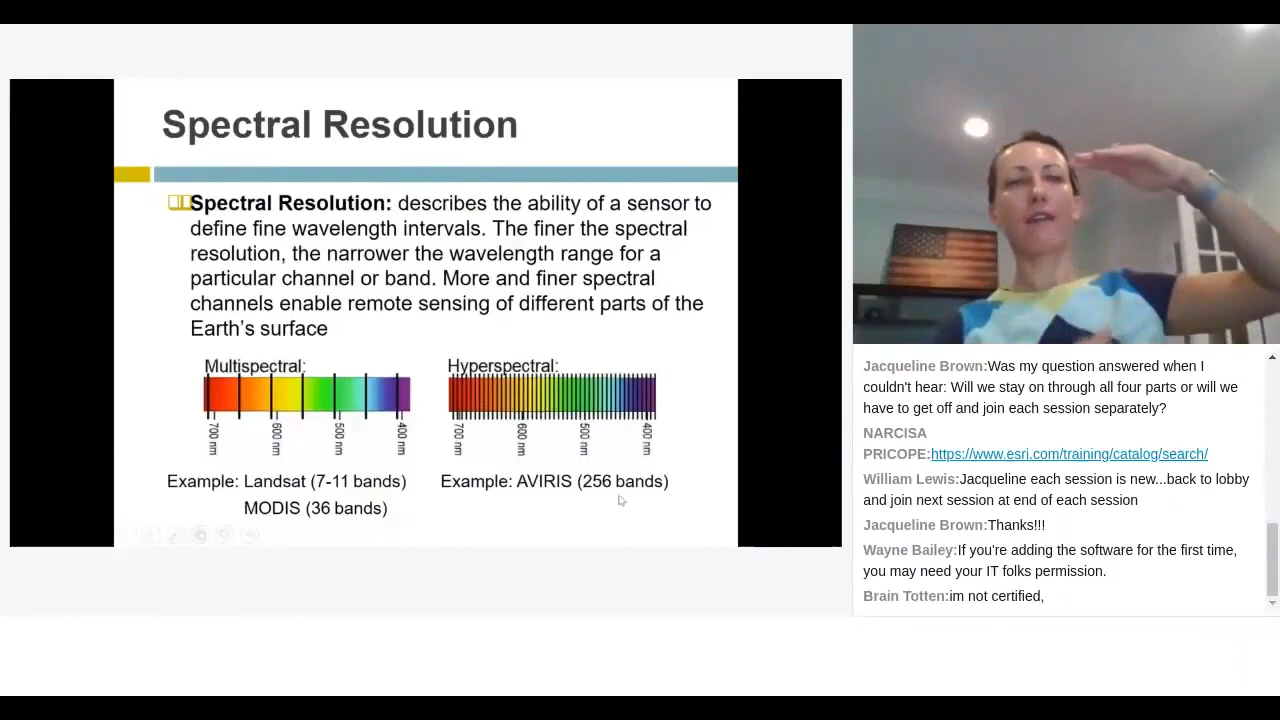 Spectral Resolution
Spectral Resolution: describes the ability of a sensor to
define fine wavelength intervals. The finer the spectral
resolution, the narrower the wavelength range for a
particular channel or band. More and finer spectral
channels enable remote sensing of different parts of the
Earth's surface
Multispectral:
700 nm
600 nm
500 nm
400 nm
Example: Landsat (7-11 bands)
MODIS (36 bands)
Hyperspectral:
700 nm
600 nm
500 nm
400 nm
Example: AVIRIS (256 bands)
Jacqueline Brown:Was my question answered when I
couldn't hear: Will we stay on through all four parts or will we
have to get off and join each session separately?
NARCISA
PRICOPE:https://www.esri.com/training/catalog/search/
William Lewis:Jacqueline each session is new...back to lobby
and join next session at end of each session
Jacqueline Brown:Thanks!!!
Wayne Bailey:If you're adding the software for the first time,
you may need your IT folks permission.
Brain Totten:im not certified,